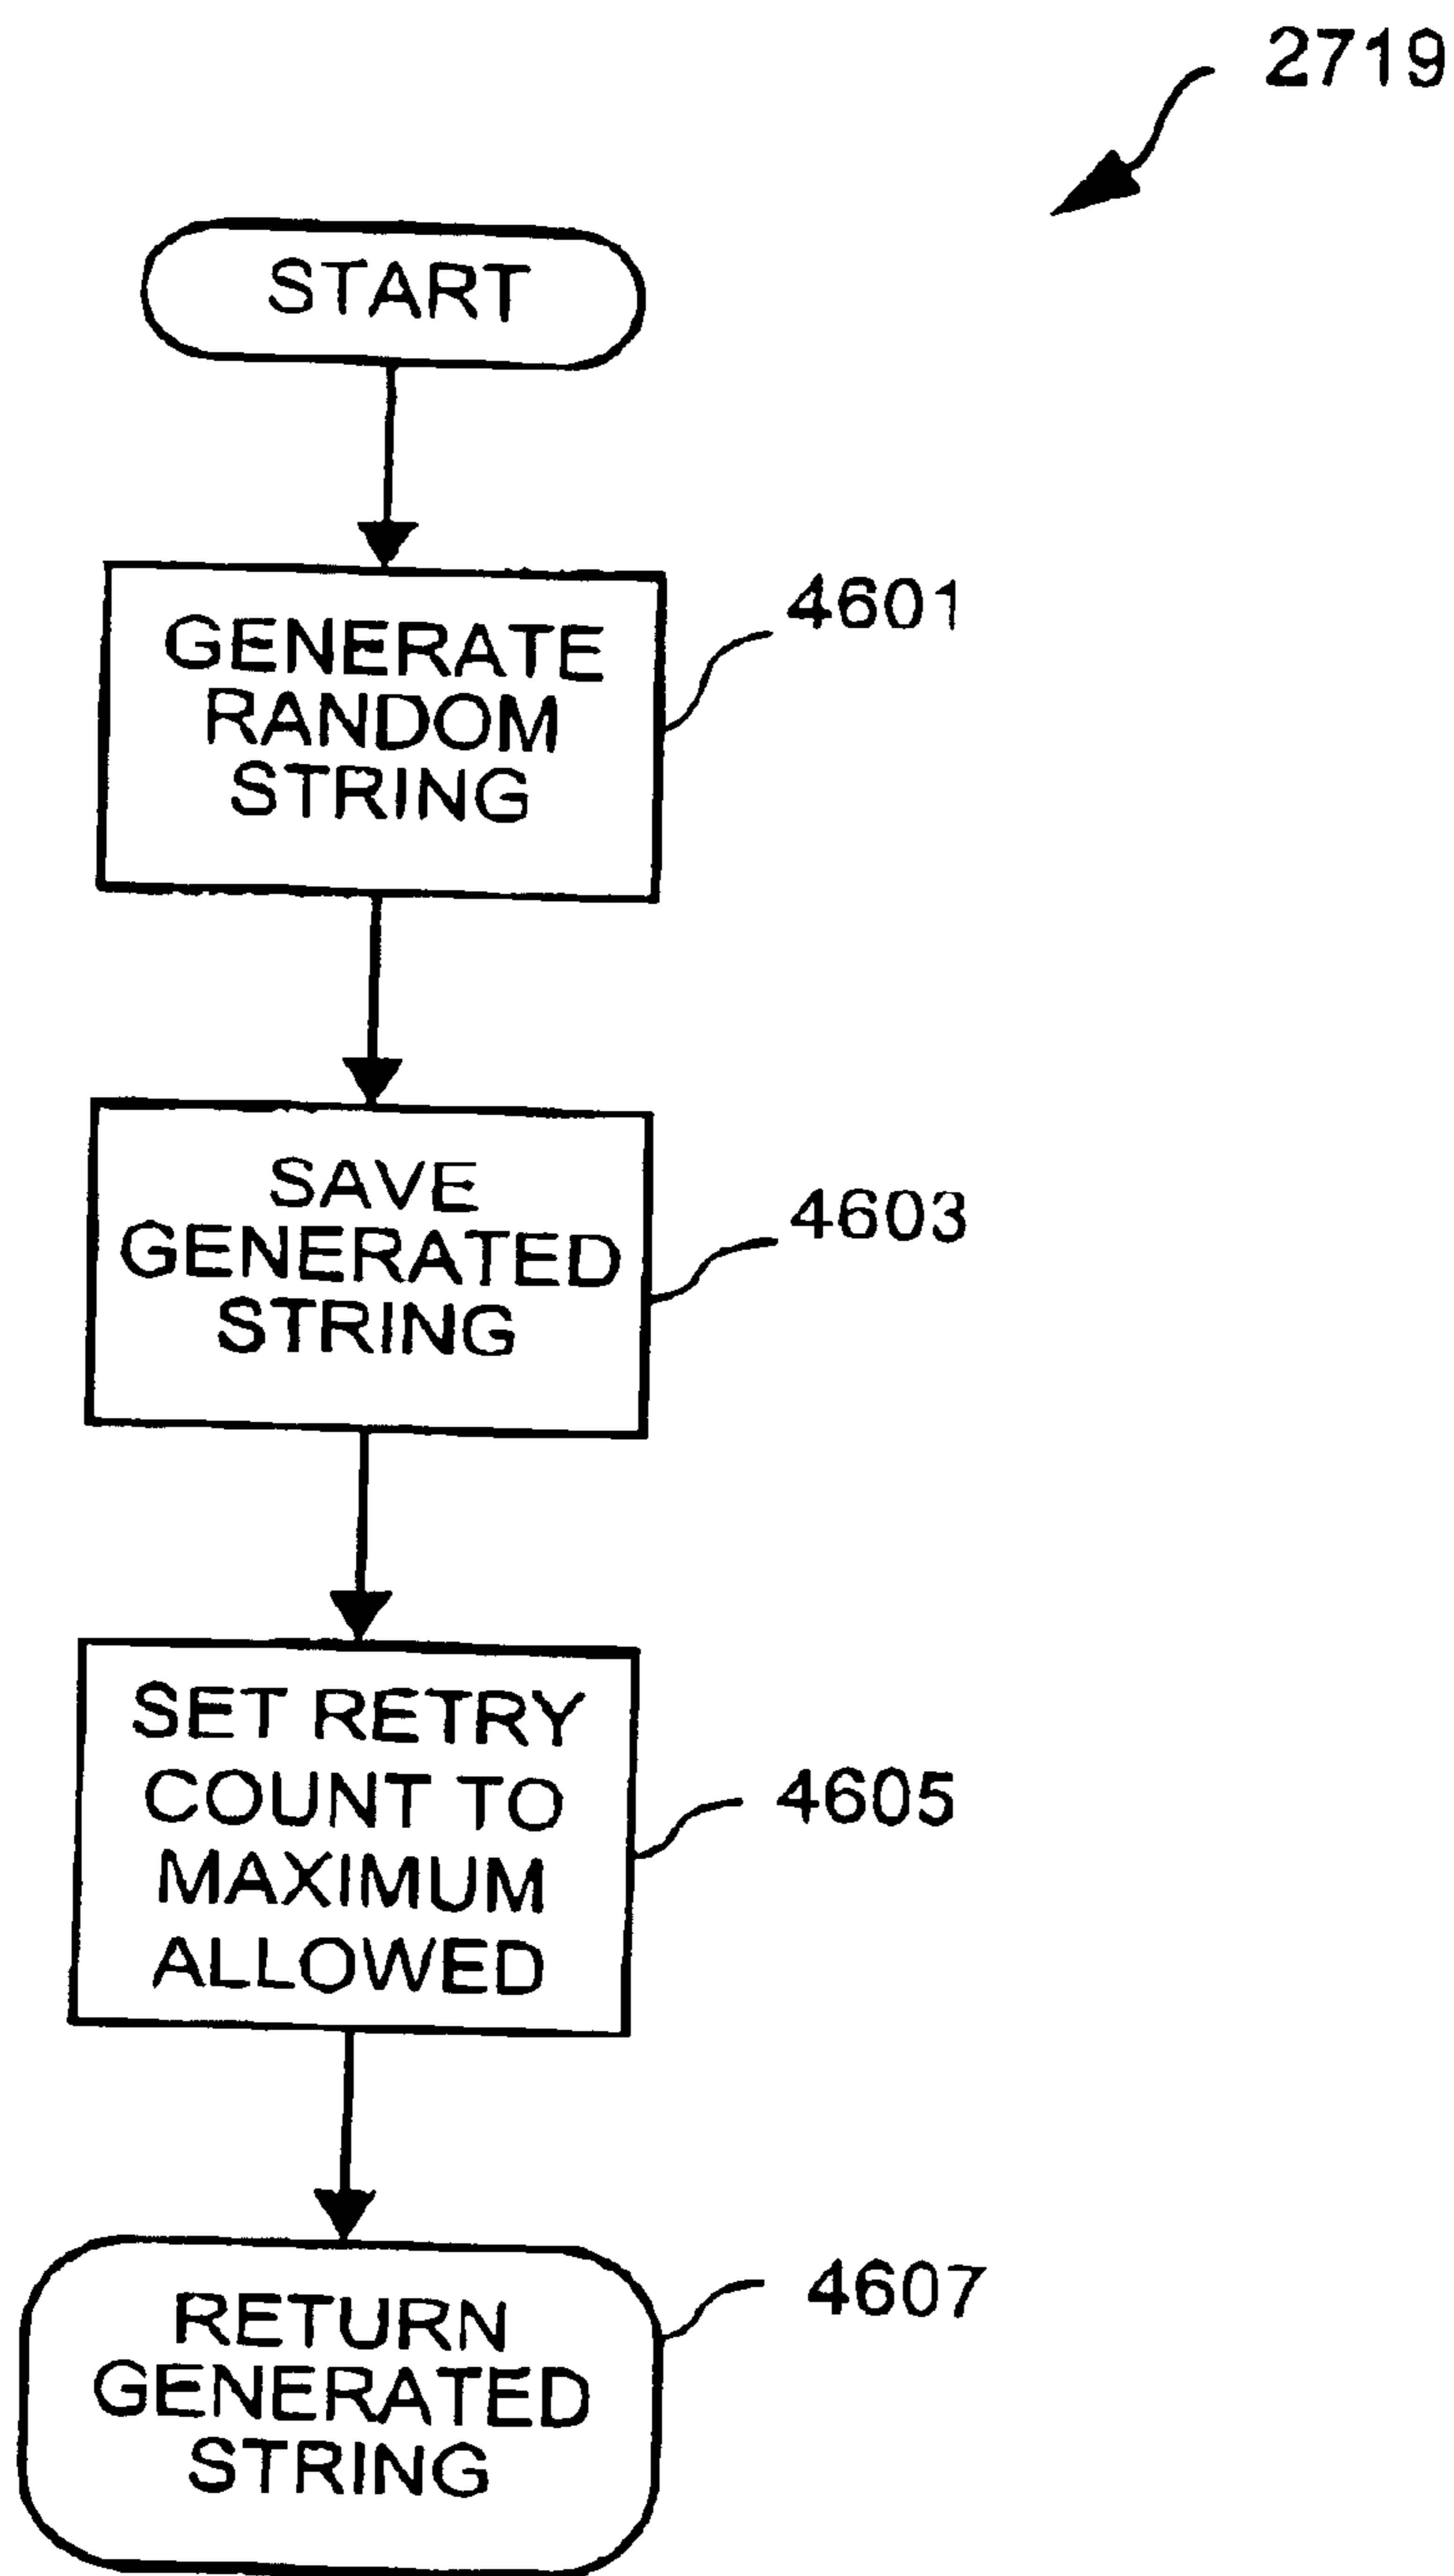 2719
START
GENERATE
RANDOM
STRING
4601
SAVE
GENERATED
STRING
4603
SET RETRY
COUNT TO
MAXIMUM
ALLOWED
4605
RETURN
GENERATED
STRING
4607